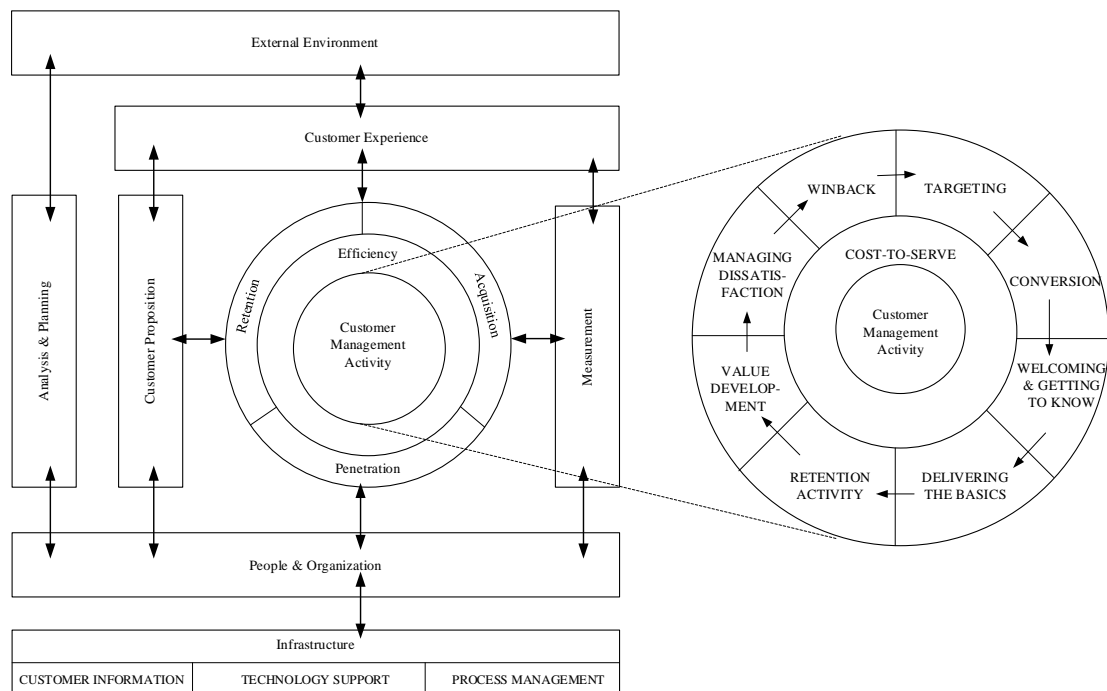 External Environment
Customer Experience
Analysis & Planning
Customer Proposition
Retention
Efficiency
Acquisition
Customer
Management
Activity
Penetration
Measurement
People & Organization
Infrastructure
CUSTOMER INFORMATION
TECHNOLOGY SUPPORT
PROCESS MANAGEMENT
WINBACK
TARGETING
MANAGING
DISSATIS-
FACTION
COST-TO-SERVE
CONVERSION
Customer
Management
Activity
VALUE
DEVELOP-
MENT
WELCOMING
& GETTING
TO KNOW
RETENTION
ACTIVITY
DELIVERING
THE BASICS